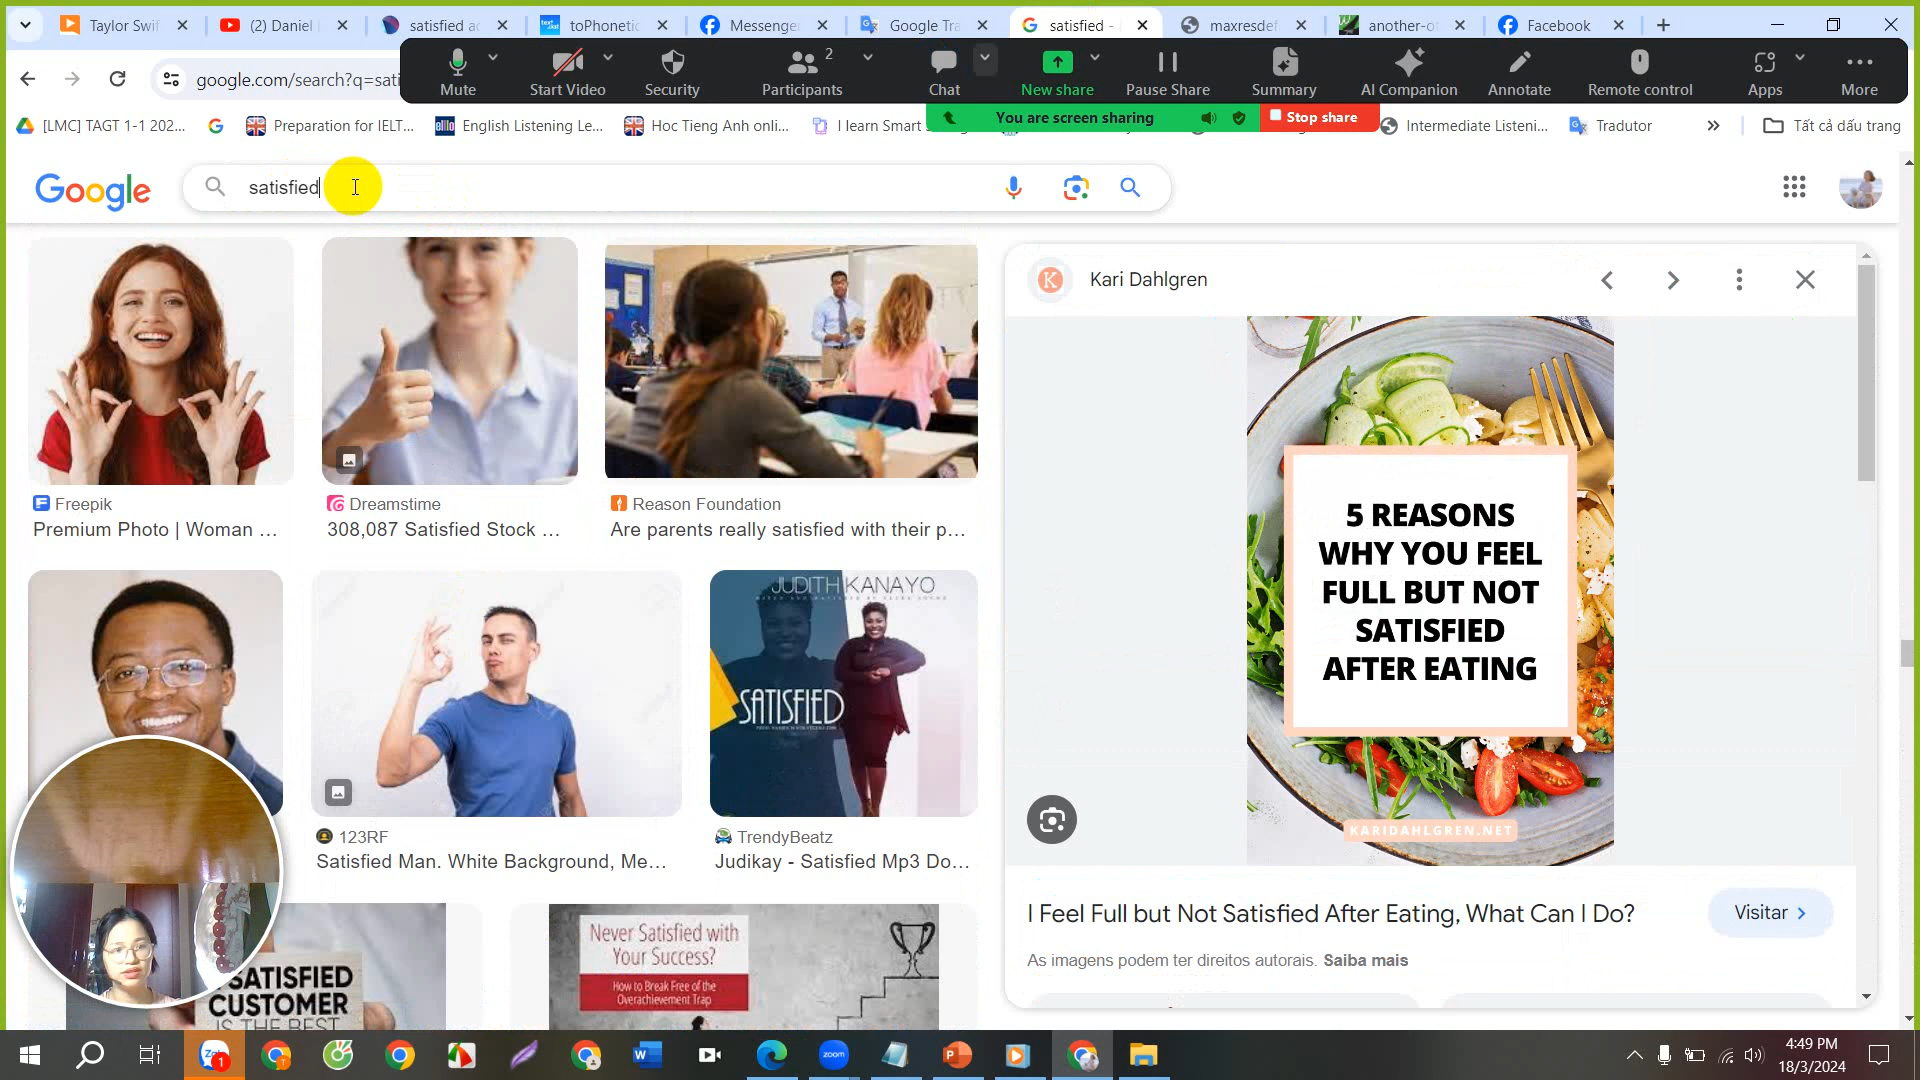 Taylor Swif
(2) Daniel
satisfied ac
toPhonetic
Messenger
Google Tra
satisfied -
maxresdef
another-o
Facebook
google.com/search?q=sati
Mute
Start Video
Security
2
Participants
Chat
New share
Pause Share
Summary
AI Companion
Annotate
Remote control
Apps
More
You are screen sharing
Stop share
[LMC] TAGT 1-1 202...
Preparation for IELT...
English Listening Le...
Hoc Tieng Anh onli...
I learn Smart
Intermediate Listeni...
Tradutor
Tất cả dấu trang
Google
satisfied
Kari Dahlgren
5 REASONS
WHY YOU FEEL
FULL BUT NOT
SATISFIED
AFTER EATING
KARIDAHLGREN.NET
Freepik
Premium Photo | Woman ...
Dreamstime
308,087 Satisfied Stock ...
Reason Foundation
Are parents really satisfied with their p...
JUDITH KANAYO
SATISFIED
123RF
Satisfied Man. White Background, Me...
TrendyBeatz
Judikay - Satisfied Mp3 Do...
I Feel Full but Not Satisfied After Eating, What Can I Do?
Visitar
As imagens podem ter direitos autorais. Saiba mais
SATISFIED
CUSTOMER
IS THE BEST
Never Satisfied with
Your Success?
How to Break Free of the
Overachievement Trap
zoom
1
4:49 PM
18/3/2024